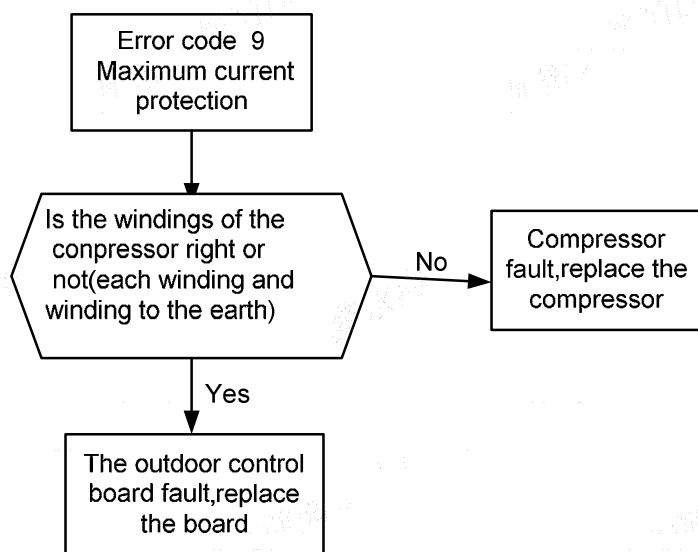 Error code 9
Maximum current
protection
Is the windings of the
conpressor right or
not(each winding and
winding to the earth)
No
Compressor
fault,replace the
compressor
Yes
The outdoor control
board fault,replace
the board